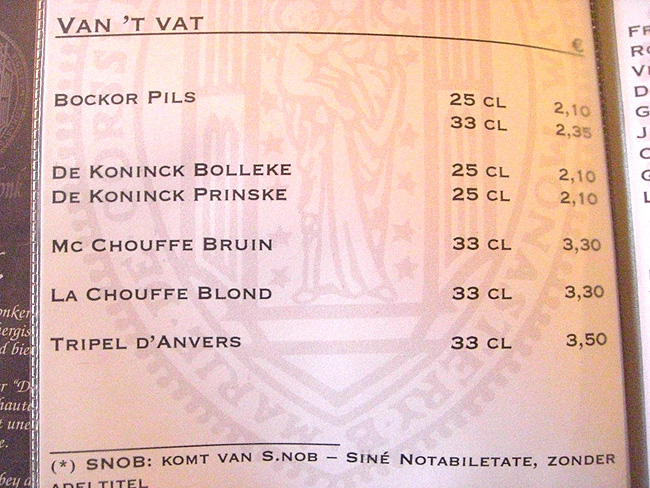 Van 't vat
€
Bockor Pils 25 cl 2,10
33 cl 2,35
De Koninck Bolleke 25 cl 2,10
De Koninck Prinske 25 cl 2,10
Mc Chouffe Bruin 33 cl 3,30
La Chouffe Blond 33 cl 3,30
Tripel d'Anvers 33 cl 3,50
(*) SNOB: komt van S.nob – Siné Notabiletate, zonder
adeltitel